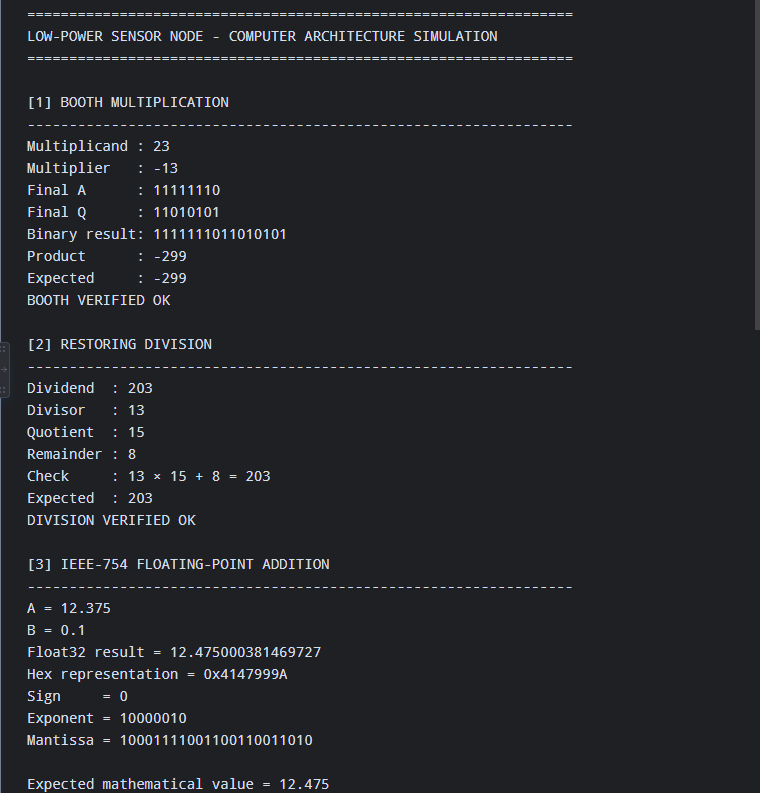 =================================================================
LOW-POWER SENSOR NODE - COMPUTER ARCHITECTURE SIMULATION
=================================================================
[1] BOOTH MULTIPLICATION
-----------------------------------------------------------------
Multiplicand : 23
Multiplier   : -13
Final A      : 11111110
Final Q      : 11010101
Binary result: 1111111011010101
Product      : -299
Expected     : -299
BOOTH VERIFIED OK
[2] RESTORING DIVISION
-----------------------------------------------------------------
Dividend  : 203
Divisor   : 13
Quotient  : 15
Remainder : 8
Check     : 13 × 15 + 8 = 203
Expected  : 203
DIVISION VERIFIED OK
[3] IEEE-754 FLOATING-POINT ADDITION
-----------------------------------------------------------------
A = 12.375
B = 0.1
Float32 result = 12.475000381469727
Hex representation = 0x4147999A
Sign     = 0
Exponent = 10000010
Mantissa = 10001111001100110011010
Expected mathematical value = 12.475